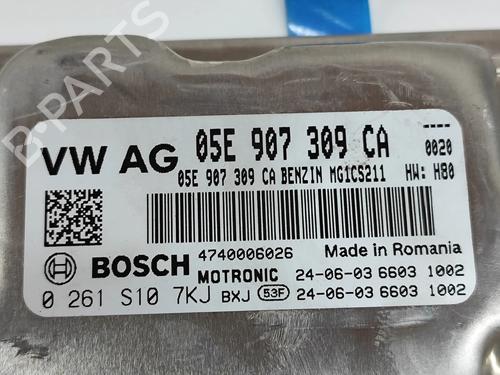 VW AG 05E 907 309 CA ----
0020
05E 907 309 CA BENZIN MG1CS211 HW: H80
4740006026 Made in Romania
BOSCH MOTRONIC 24-06-03 6603 1002
0 261 S10 7KJ BXJ 53F 24-06-03 6603 1002